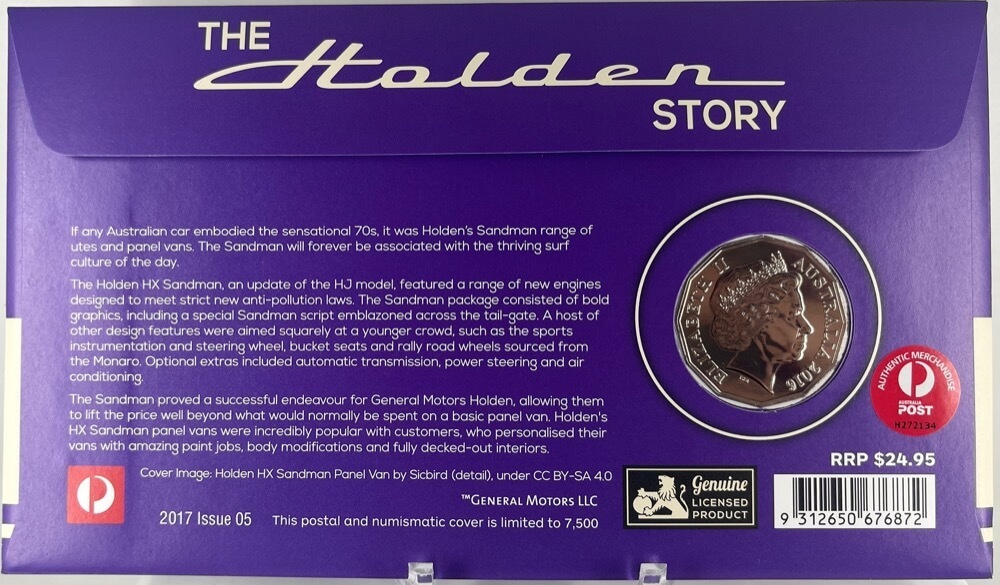 THE
Holden
STORY
If any Australian car embodied the sensational 70s, it was Holden's Sandman range of
utes and panel vans. The Sandman will forever be associated with the thriving surf
culture of the day.
The Holden HX Sandman, an update of the HJ model, featured a range of new engines
designed to meet strict new anti-pollution laws. The Sandman package consisted of bold
graphics, including a special Sandman script emblazoned across the tail-gate. A host of
other design features were aimed squarely at a younger crowd, such as the sports
instrumentation and steering wheel, bucket seats and rally road wheels sourced from
the Monaro. Optional extras included automatic transmission, power steering and air
conditioning.
The Sandman proved a successful endeavour for General Motors Holden, allowing them
to lift the price well beyond what would normally be spent on a basic panel van. Holden's
HX Sandman panel vans were incredibly popular with customers, who personalised their
vans with amazing paint jobs, body modifications and fully decked-out interiors.
ELIZABETH II AUSTRALIA 2016
AUTHENTIC MERCHANDISE
AUSTRALIA
POST
H272134
RRP $24.95
Cover Image: Holden HX Sandman Panel Van by Sicbird (detail), under CC BY-SA 4.0
™GENERAL MOTORS LLC
2017 Issue 05
This postal and numismatic cover is limited to 7,500
Genuine
LICENSED
PRODUCT
9 312650 676872